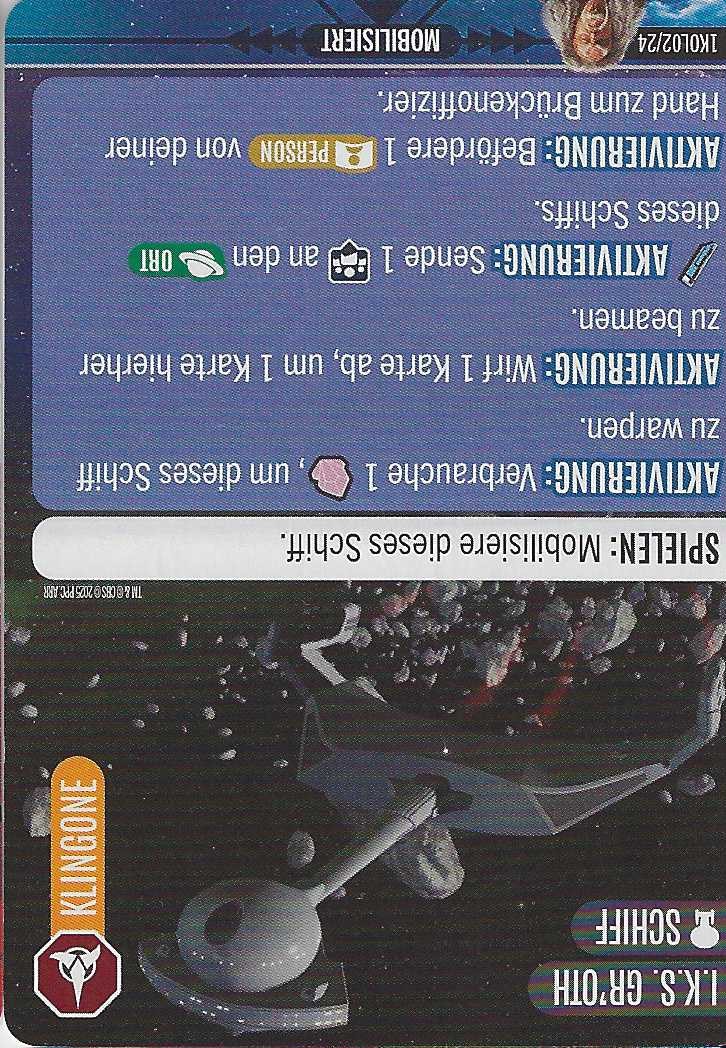 I.K.S. GR'OTH
SCHIFF
KLINGONE
TM & © CBS © 2025 PPC. ARR
SPIELEN: Mobilisiere dieses Schiff.
AKTIVIERUNG: Verbrauche 1 , um dieses Schiff
zu warpen.
AKTIVIERUNG: Wirf 1 Karte ab, um 1 Karte hierher
zu beamen.
AKTIVIERUNG: Sende 1 an den ORT
dieses Schiffs.
AKTIVIERUNG: Befördere 1 PERSON von deiner
Hand zum Brückenoffizier.
1KOL02/24
MOBILISIERT